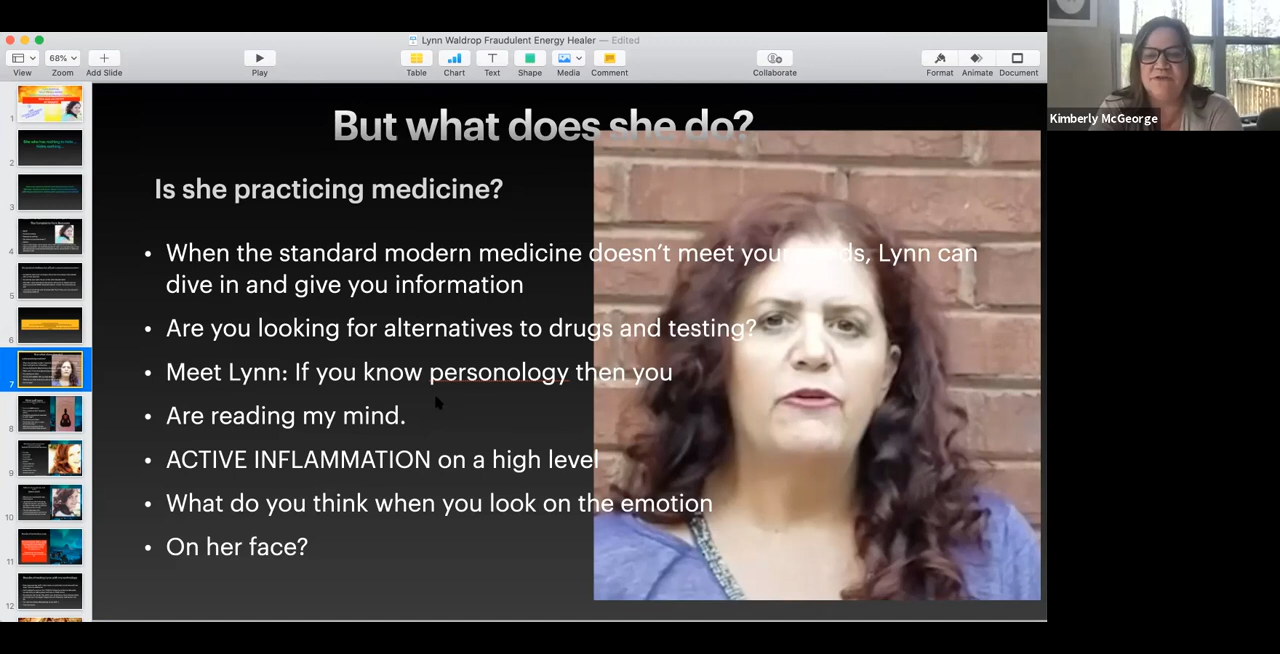 Lynn Waldrop Fraudulent Energy Healer — Edited
68%
View
Zoom
Add Slide
Play
Table
Chart
Text
Shape
Media
Comment
Collaborate
Format
Animate
Document
Kimberly McGeorge
1
2
3
4
5
6
7
8
9
10
11
12
But what does she do?
Is she practicing medicine?
• When the standard modern medicine doesn't meet your needs, Lynn can
dive in and give you information
• Are you looking for alternatives to drugs and testing?
• Meet Lynn: If you know personology then you
• Are reading my mind.
• ACTIVE INFLAMMATION on a high level
• What do you think when you look on the emotion
• On her face?